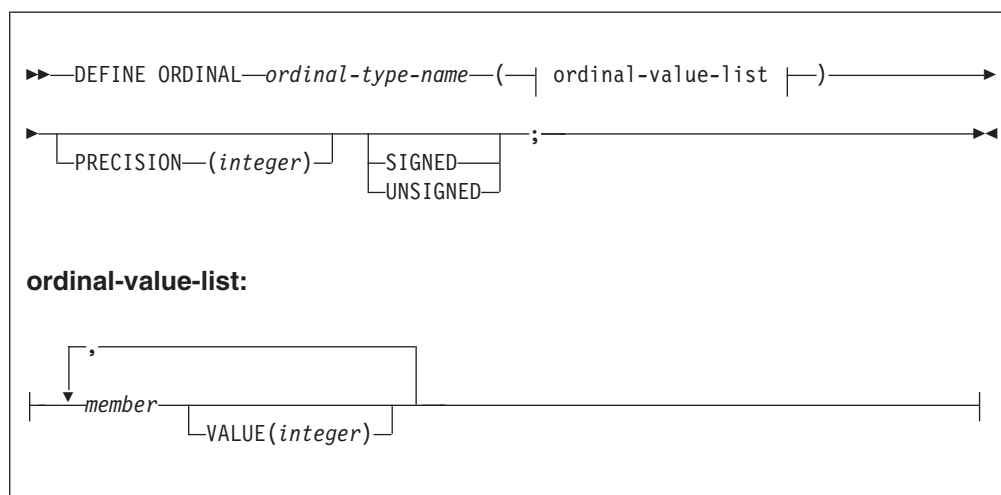 DEFINE ORDINAL ordinal-type-name ( ordinal-value-list )
PRECISION (integer) SIGNED ;
UNSIGNED
ordinal-value-list:
,
member
VALUE(integer)